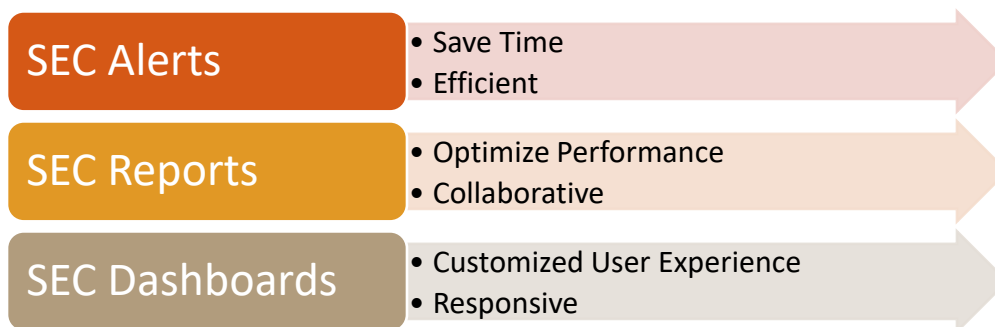 SEC Alerts
• Save Time
• Efficient
SEC Reports
• Optimize Performance
• Collaborative
SEC Dashboards
• Customized User Experience
• Responsive